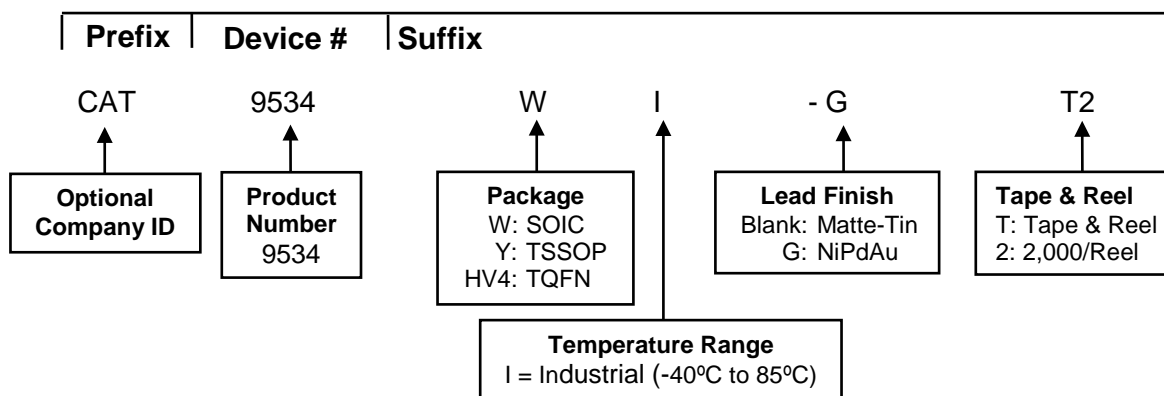 Prefix Device # Suffix
CAT 9534 W I - G T2
Optional
Company ID
Product
Number
9534
Package
W: SOIC
Y: TSSOP
HV4: TQFN
Lead Finish
Blank: Matte-Tin
G: NiPdAu
Tape & Reel
T: Tape & Reel
2: 2,000/Reel
Temperature Range
I = Industrial (-40ºC to 85ºC)